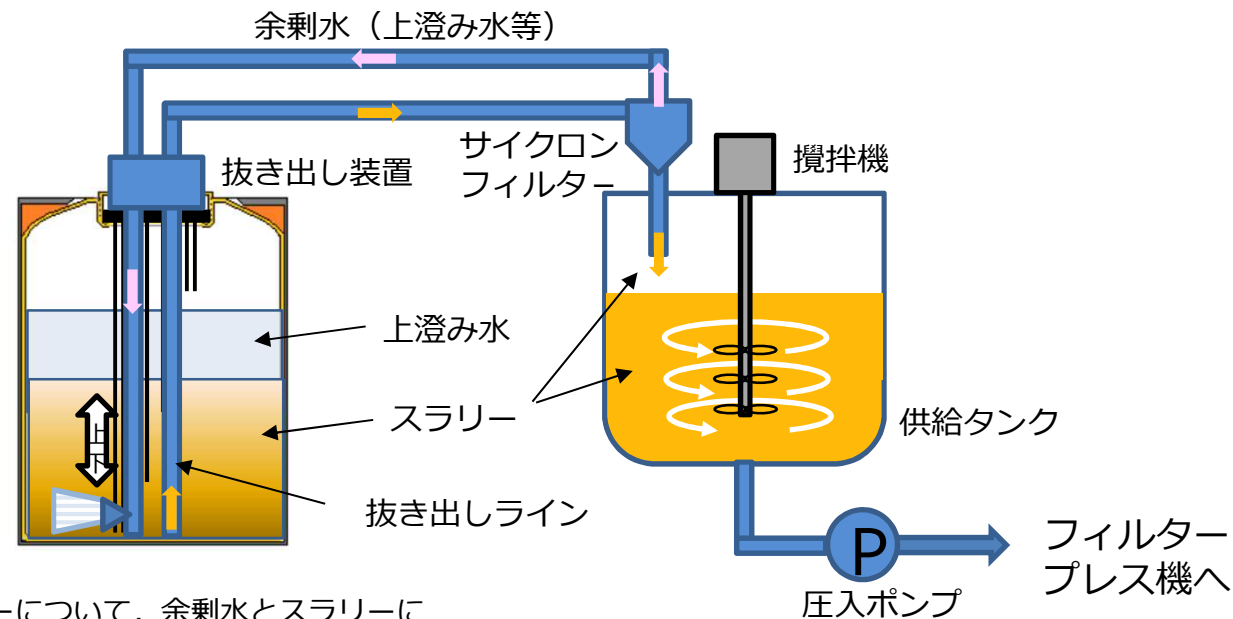 余剰水（上澄み水等）
サイクロン
フィルター
攪拌機
抜き出し装置
上澄み水
スラリー
上下
供給タンク
抜き出しライン
P
フィルター
プレス機へ
圧入ポンプ
ーについて，余剰水とスラリーに